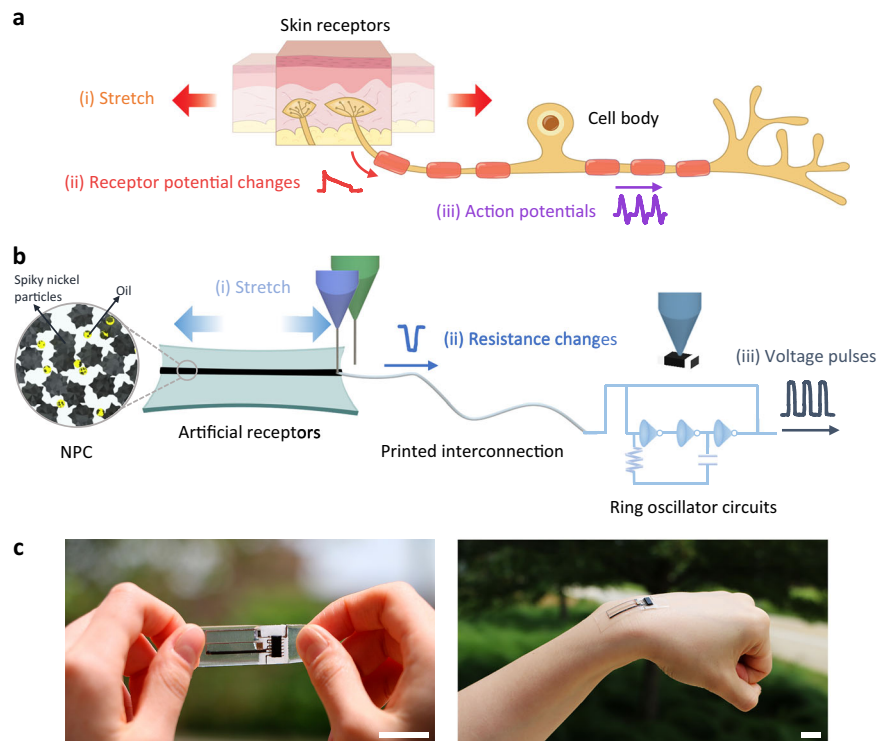 a
Skin receptors
(i) Stretch
Cell body
(ii) Receptor potential changes
(iii) Action potentials
b
Spiky nickel
particles
Oil
(i) Stretch
(ii) Resistance changes
(iii) Voltage pulses
Artificial receptors
NPC
Printed interconnection
Ring oscillator circuits
c